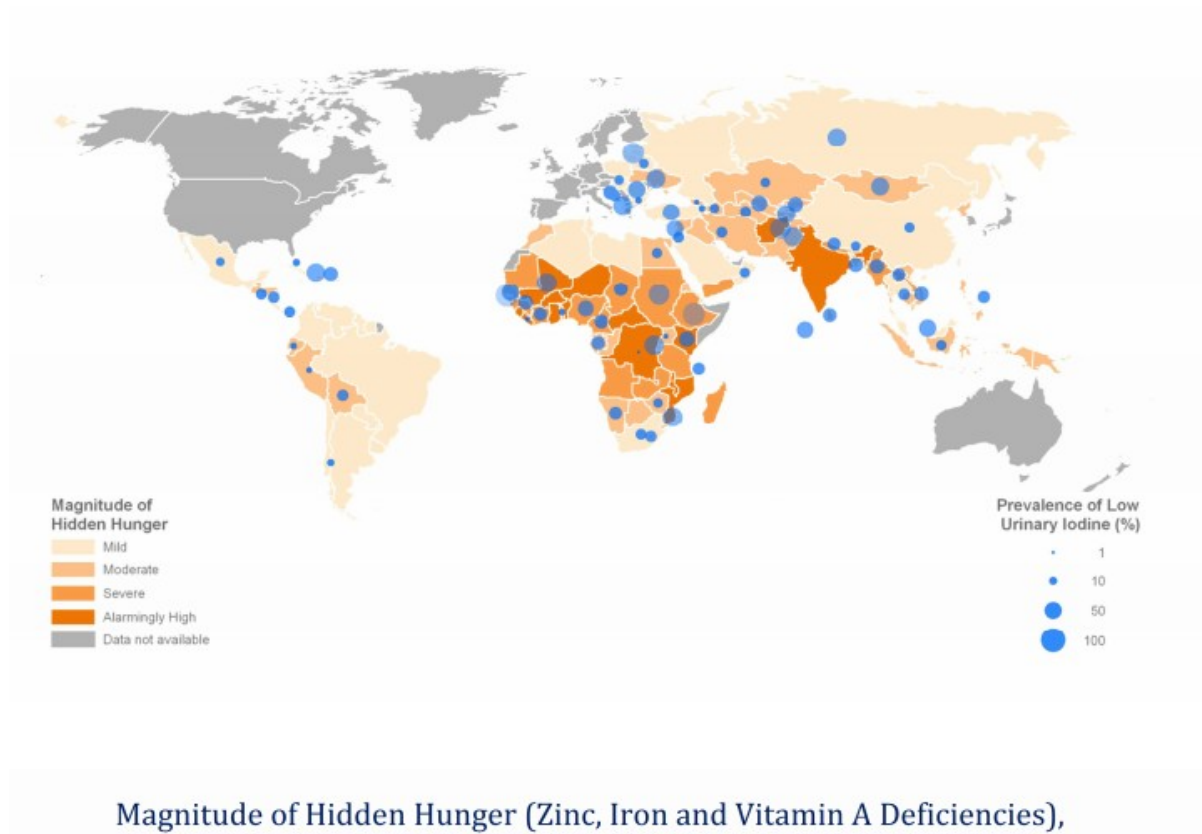 Magnitude of
Hidden Hunger
Mild
Moderate
Severe
Alarmingly High
Data not available
Prevalence of Low
Urinary Iodine (%)
1
10
50
100
Magnitude of Hidden Hunger (Zinc, Iron and Vitamin A Deficiencies),